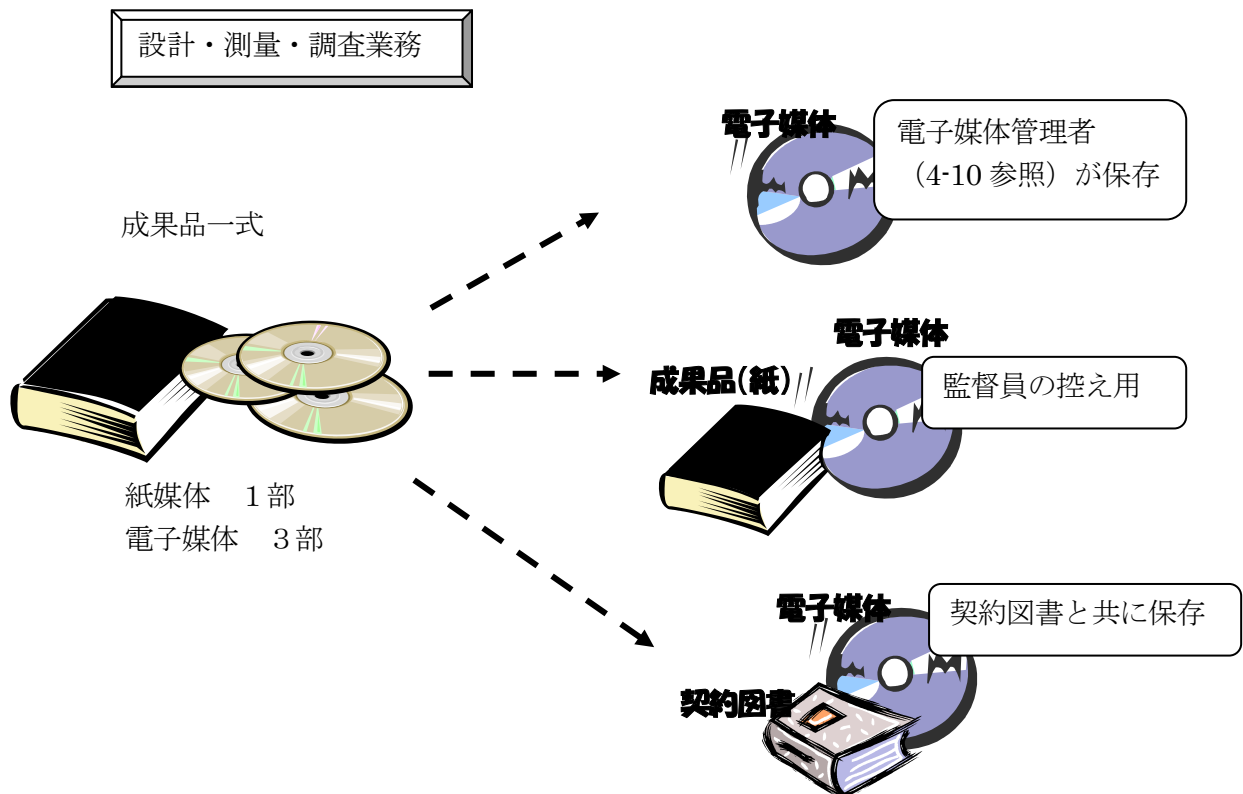 設計・測量・調査業務
成果品一式
紙媒体　１部
電子媒体　３部
電子媒体
電子媒体管理者
（4-10 参照）が保存
電子媒体
成果品(紙)
監督員の控え用
電子媒体
契約図書
契約図書と共に保存